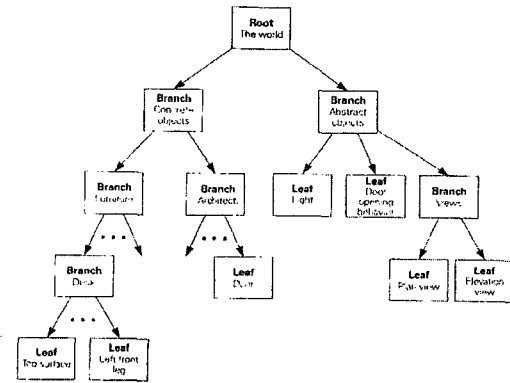 Root
The world
Branch
Concrete
objects
Branch
Abstract
objects
Branch
Furniture
Branch
Architect.
Leaf
Light
Leaf
Door
opening
behavior
Branch
Views
Branch
Desk
Leaf
Door
Leaf
Plan view
Leaf
Elevation
view
Leaf
Top surface
Leaf
Left front
leg